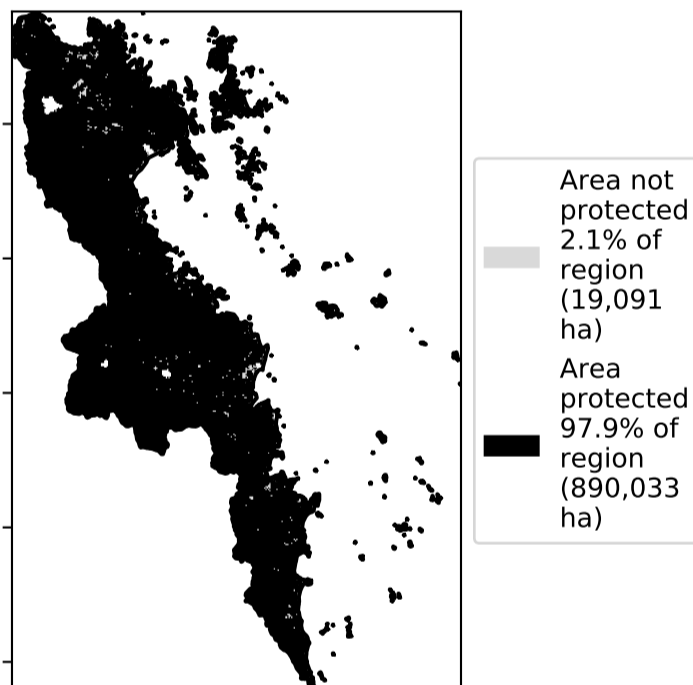 Area not
protected
2.1% of
region
(19,091
ha)
Area
protected
97.9% of
region
(890,033
ha)